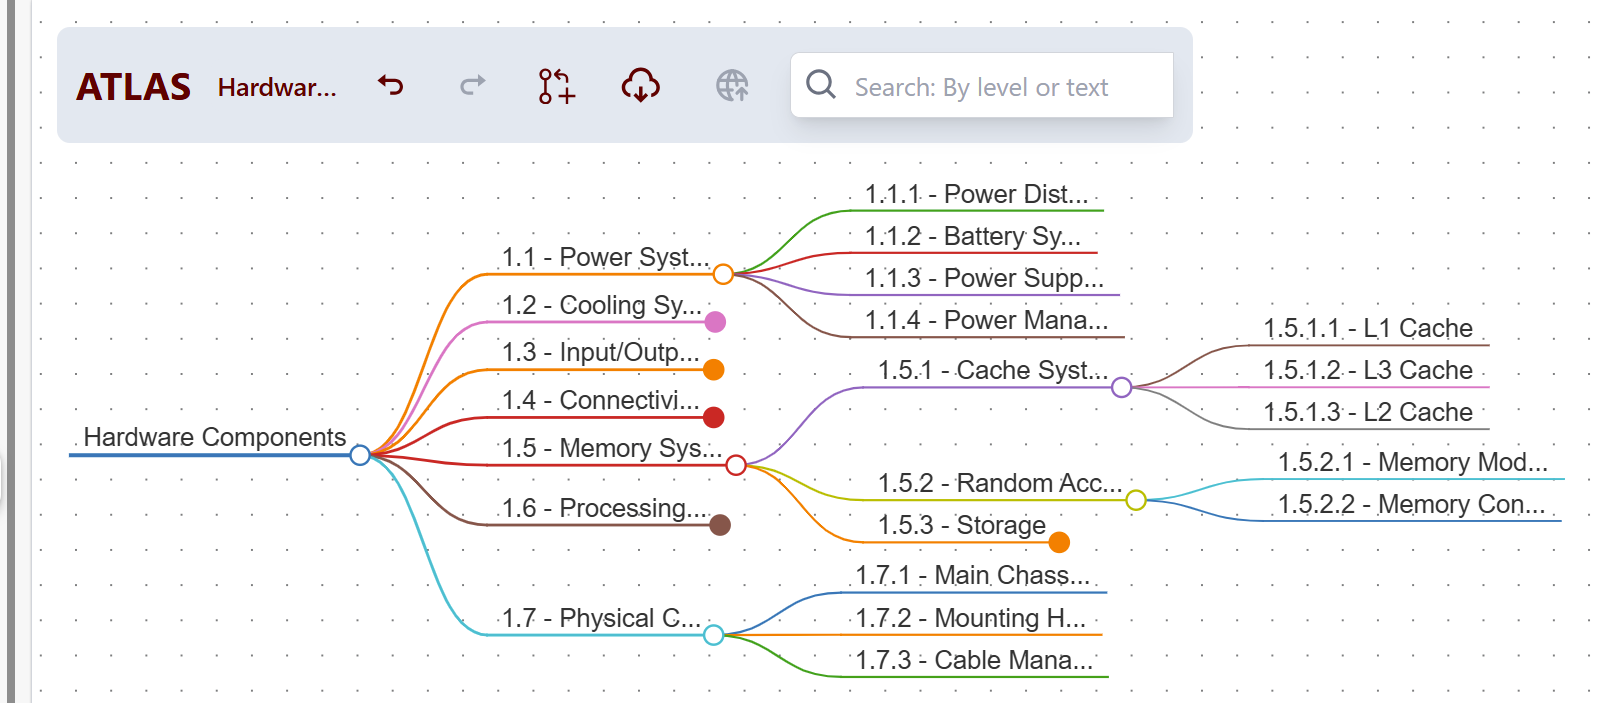 ATLAS Hardwar... Search: By level or text
Hardware Components
1.1 - Power Syst...
1.1.1 - Power Dist...
1.1.2 - Battery Sy...
1.1.3 - Power Supp...
1.1.4 - Power Mana...
1.2 - Cooling Sy...
1.3 - Input/Outp...
1.4 - Connectivi...
1.5 - Memory Sys...
1.5.1 - Cache Syst...
1.5.1.1 - L1 Cache
1.5.1.2 - L3 Cache
1.5.1.3 - L2 Cache
1.5.2 - Random Acc...
1.5.2.1 - Memory Mod...
1.5.2.2 - Memory Con...
1.5.3 - Storage
1.6 - Processing...
1.7 - Physical C...
1.7.1 - Main Chass...
1.7.2 - Mounting H...
1.7.3 - Cable Mana...